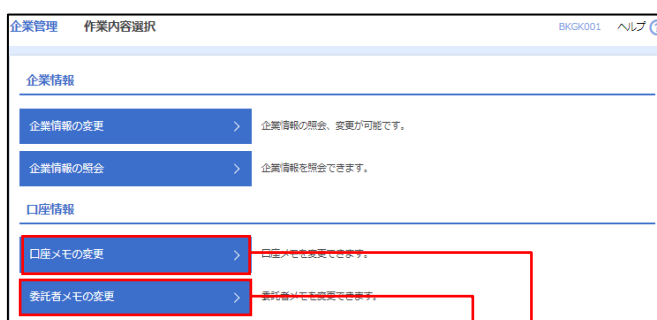 企業管理 作業内容選択 BKGK001 ヘルプ ?
企業情報
企業情報の変更 > 企業情報の照会、変更が可能です。
企業情報の照会 > 企業情報を照会できます。
口座情報
口座メモの変更 > 口座メモを変更できます。
委託者メモの変更 > 委託者メモを変更できます。